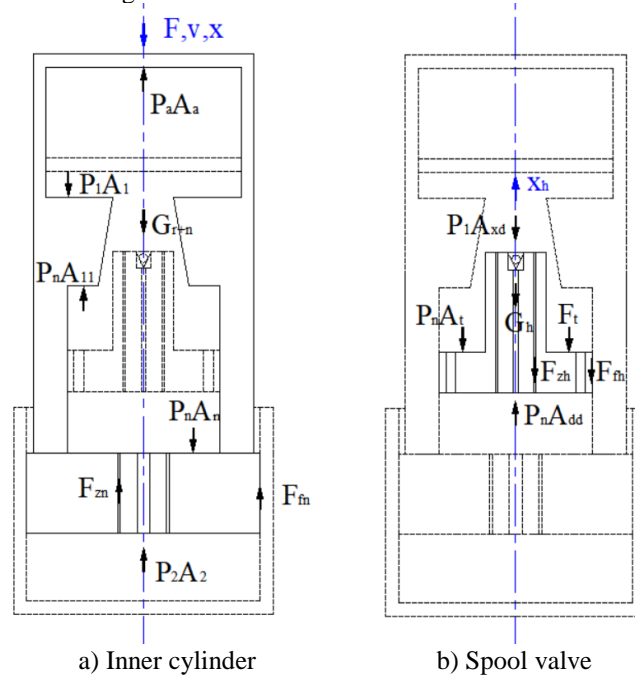 F,v,x
PaAa
P1A1
Gr+n
PnA11
PnAn
Fzn
Ffn
P2A2
a) Inner cylinder
xh
P1Axd
PnAt
Gh
Ft
Fzh
Ffh
PnAdd
b) Spool valve